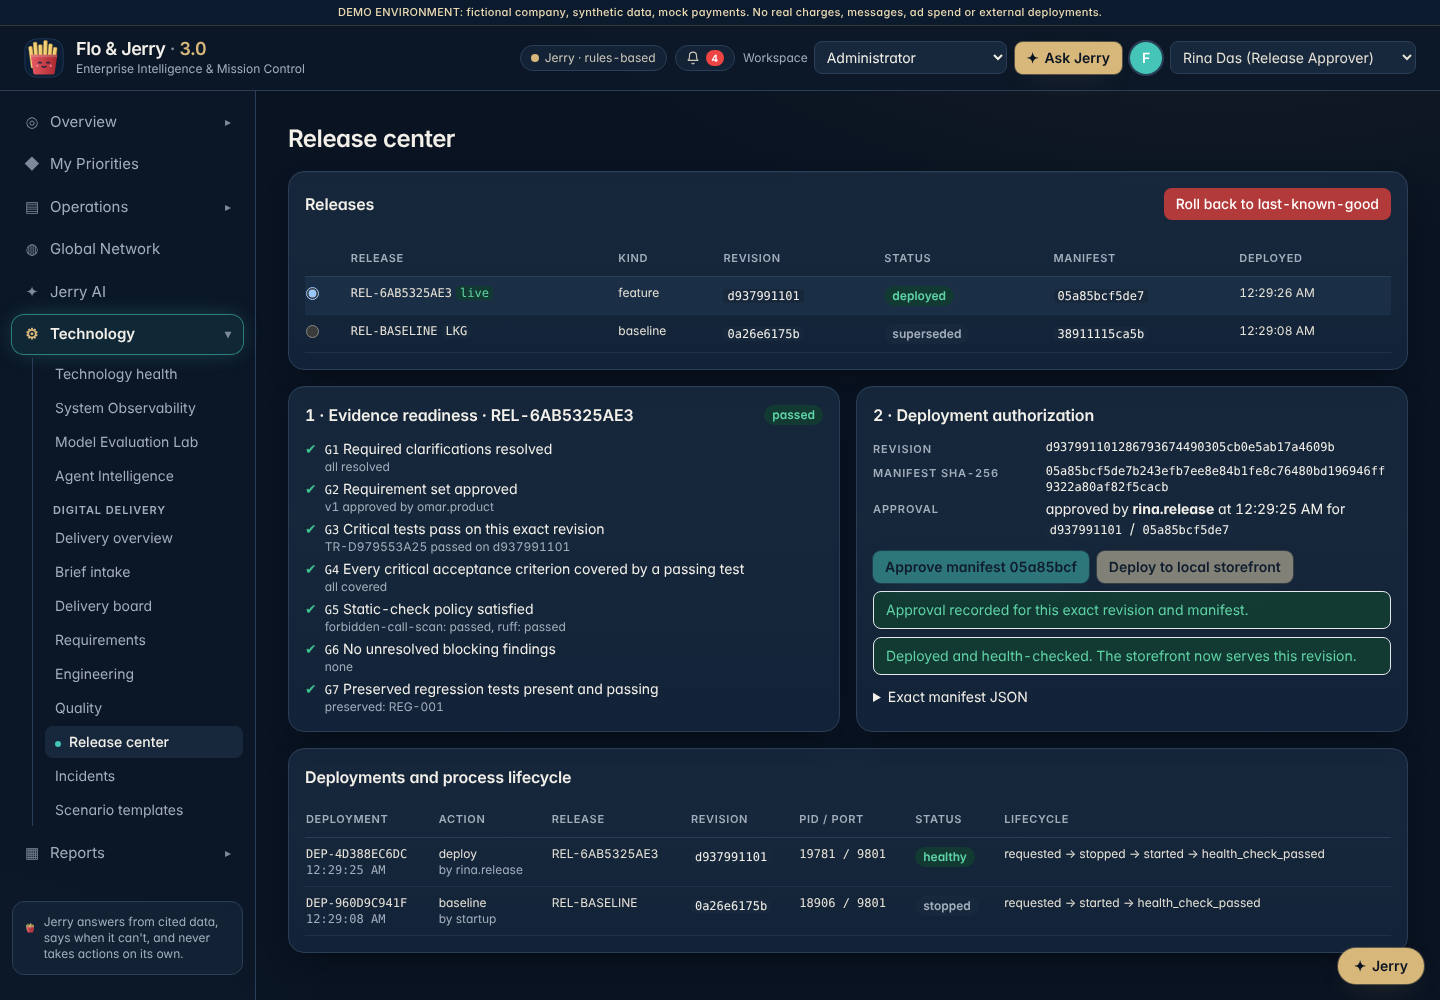 DEMO ENVIRONMENT: fictional company, synthetic data, mock payments. No real charges, messages, ad spend or external deployments.
Flo & Jerry · 3.0
Enterprise Intelligence & Mission Control
Jerry · rules-based
4
Workspace
Administrator
✦ Ask Jerry
F
Rina Das (Release Approver)
Overview
My Priorities
Operations
Global Network
Jerry AI
Technology
Technology health
System Observability
Model Evaluation Lab
Agent Intelligence
DIGITAL DELIVERY
Delivery overview
Brief intake
Delivery board
Requirements
Engineering
Quality
Release center
Incidents
Scenario templates
Reports
Jerry answers from cited data,
says when it can't, and never
takes actions on its own.
Release center
Releases
Roll back to last-known-good
RELEASE KIND REVISION STATUS MANIFEST DEPLOYED
REL-6AB5325AE3 live feature d937991101 deployed 05a85bcf5de7 12:29:26 AM
REL-BASELINE LKG baseline 0a26e6175b superseded 38911115ca5b 12:29:08 AM
1 · Evidence readiness · REL-6AB5325AE3 passed
✔ G1 Required clarifications resolved
all resolved
✔ G2 Requirement set approved
v1 approved by omar.product
✔ G3 Critical tests pass on this exact revision
TR-D979553A25 passed on d937991101
✔ G4 Every critical acceptance criterion covered by a passing test
all covered
✔ G5 Static-check policy satisfied
forbidden-call-scan: passed, ruff: passed
✔ G6 No unresolved blocking findings
none
✔ G7 Preserved regression tests present and passing
preserved: REG-001
2 · Deployment authorization
REVISION d937991101286793674490305cb0e5ab17a4609b
MANIFEST SHA-256 05a85bcf5de7b243efb7ee8e84b1fe8c76480bd196946ff
9322a80af82f5cacb
APPROVAL approved by rina.release at 12:29:25 AM for
d937991101 / 05a85bcf5de7
Approve manifest 05a85bcf
Deploy to local storefront
Approval recorded for this exact revision and manifest.
Deployed and health-checked. The storefront now serves this revision.
▶ Exact manifest JSON
Deployments and process lifecycle
DEPLOYMENT ACTION RELEASE REVISION PID / PORT STATUS LIFECYCLE
DEP-4D388EC6DC deploy REL-6AB5325AE3 d937991101 19781 / 9801 healthy requested → stopped → started → health_check_passed
12:29:25 AM by rina.release
DEP-960D9C941F baseline REL-BASELINE 0a26e6175b 18906 / 9801 stopped requested → started → health_check_passed
12:29:08 AM by startup
✦ Jerry